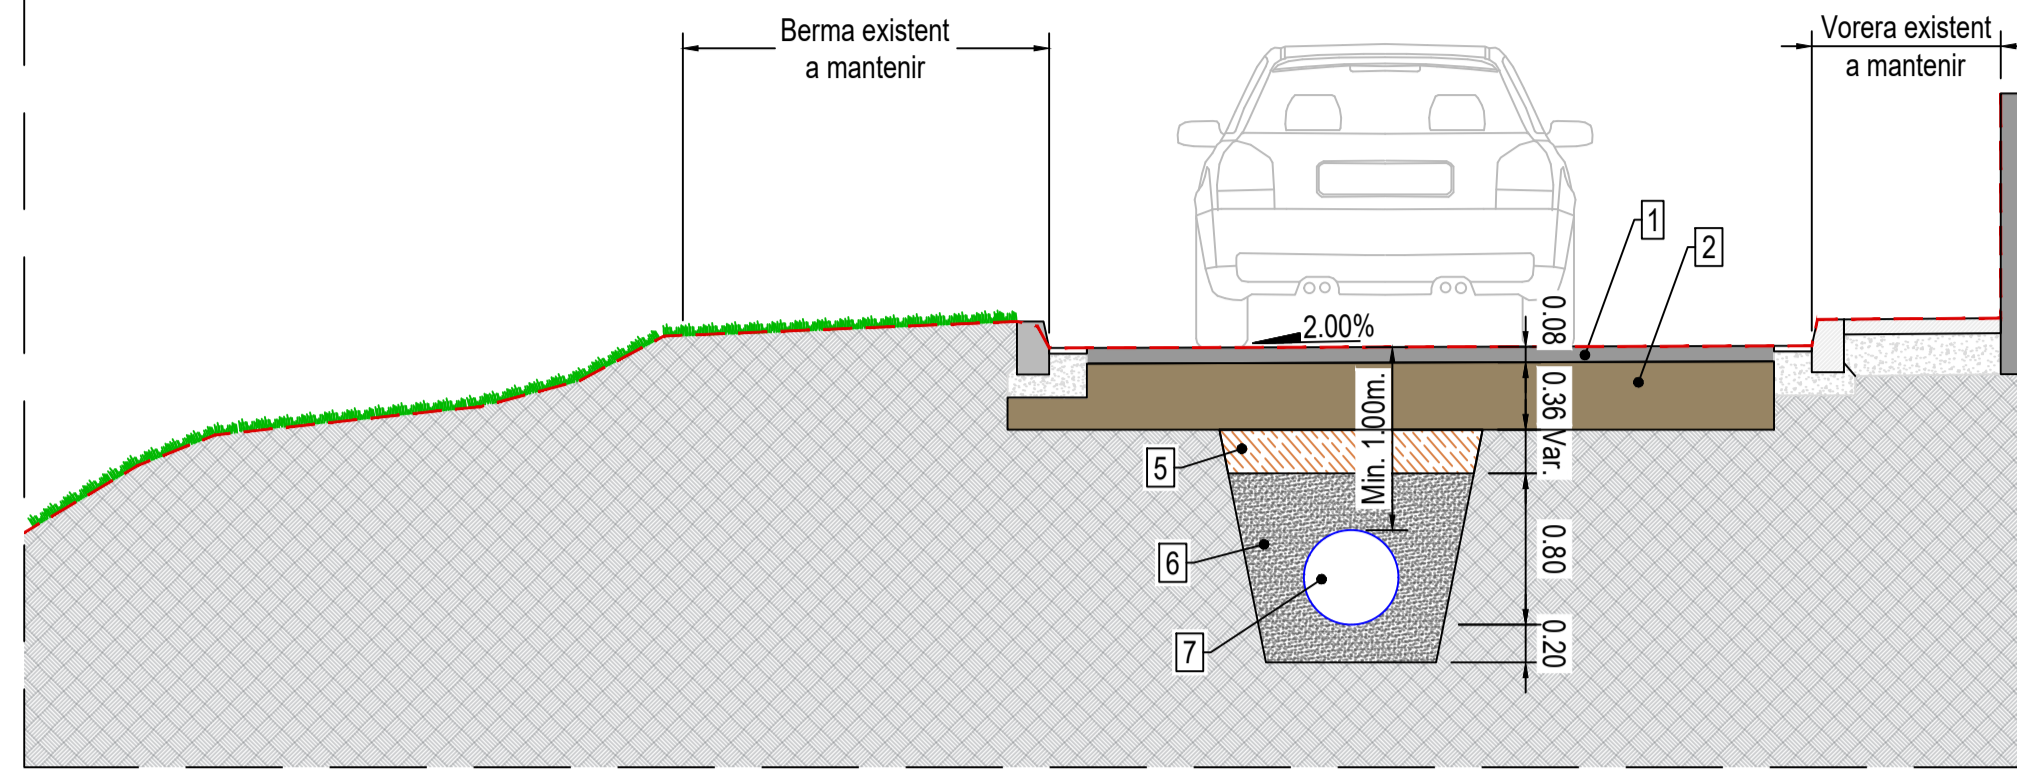 Berma existent
a mantenir
Vorera existent
a mantenir
1
2
2.00%
0.08
0.36
Var.
Min. 1.00m.
5
0.80
6
0.20
7